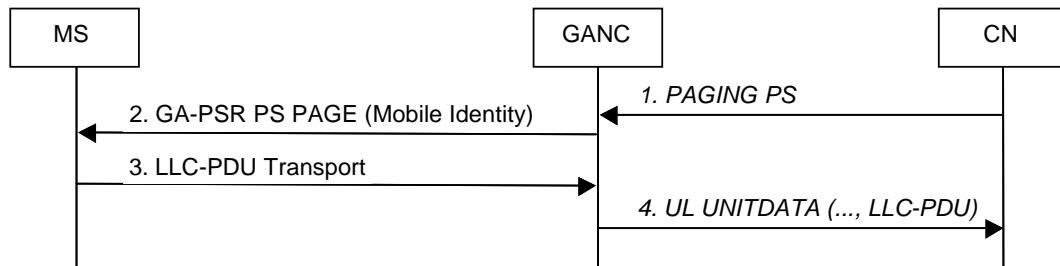 MS GANC CN
1. PAGING PS
2. GA-PSR PS PAGE (Mobile Identity)
3. LLC-PDU Transport
4. UL UNITDATA (..., LLC-PDU)